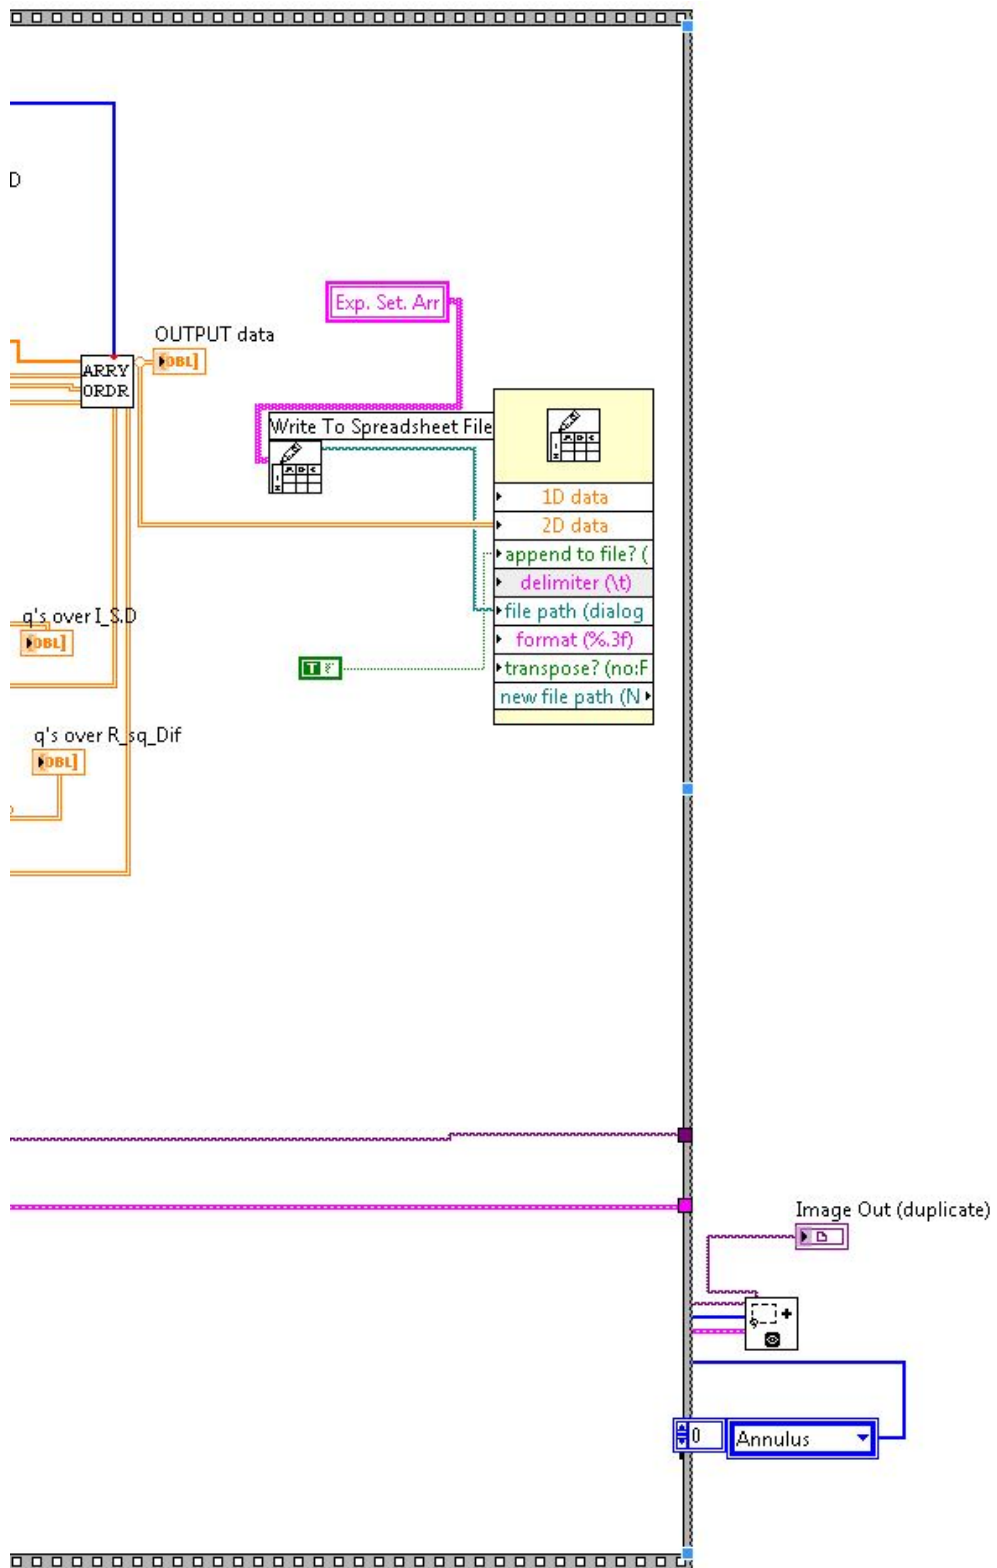 D
Exp. Set. Arr
OUTPUT data
DBL]
ARRY
ORDR
Write To Spreadsheet File
1D data
2D data
append to file? (
delimiter (\t)
q's over I_S.D
file path (dialog
DBL]
format (%.3f)
T
transpose? (no:F
new file path (N
q's over R_sq_Dif
DBL]
Image Out (duplicate)
0
Annulus